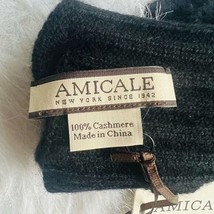 AMICALE
NEW YORK SINCE 1942
100% Cashmere
Made in China
AMICA